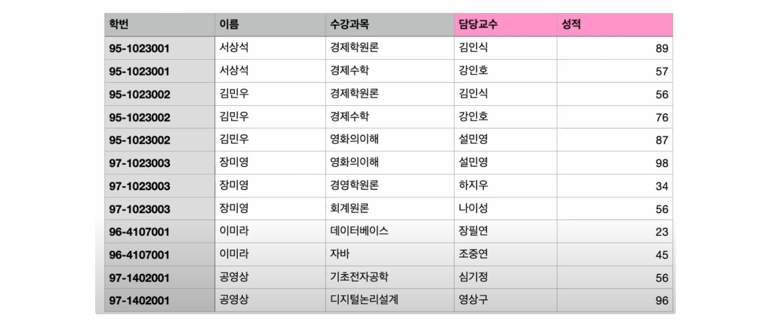 학번 이름 수강과목 담당교수 성적
95-1023001 서상석 경제학원론 김인식 89
95-1023001 서상석 경제수학 강인호 57
95-1023002 김민우 경제학원론 김인식 56
95-1023002 김민우 경제수학 강인호 76
95-1023002 김민우 영화의이해 설민영 87
97-1023003 장미영 영화의이해 설민영 98
97-1023003 장미영 경영학원론 하지우 34
97-1023003 장미영 회계원론 나이성 56
96-4107001 이미라 데이터베이스 장필연 23
96-4107001 이미라 자바 조중연 45
97-1402001 공영상 기초전자공학 심기정 56
97-1402001 공영상 디지털논리설계 영상구 96